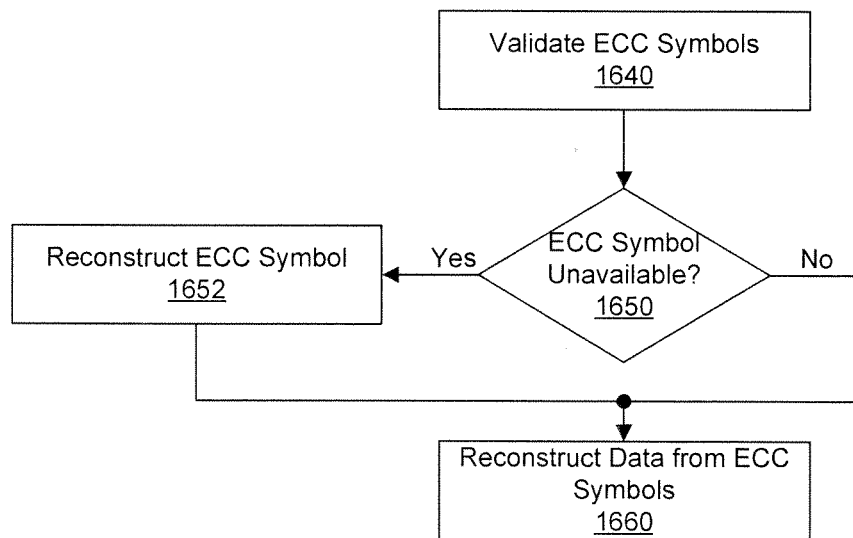 Validate ECC Symbols
1640
ECC Symbol
Unavailable?
1650
Yes
No
Reconstruct ECC Symbol
1652
Reconstruct Data from ECC
Symbols
1660